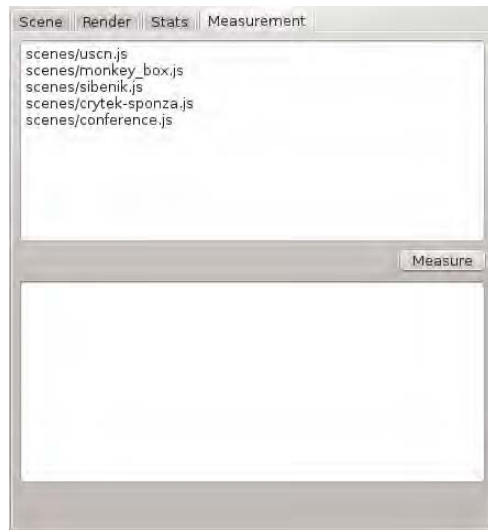 Scene Render Stats Measurement
scenes/uscn.js
scenes/monkey_box.js
scenes/sibenik.js
scenes/crytek-sponza.js
scenes/conference.js
Measure